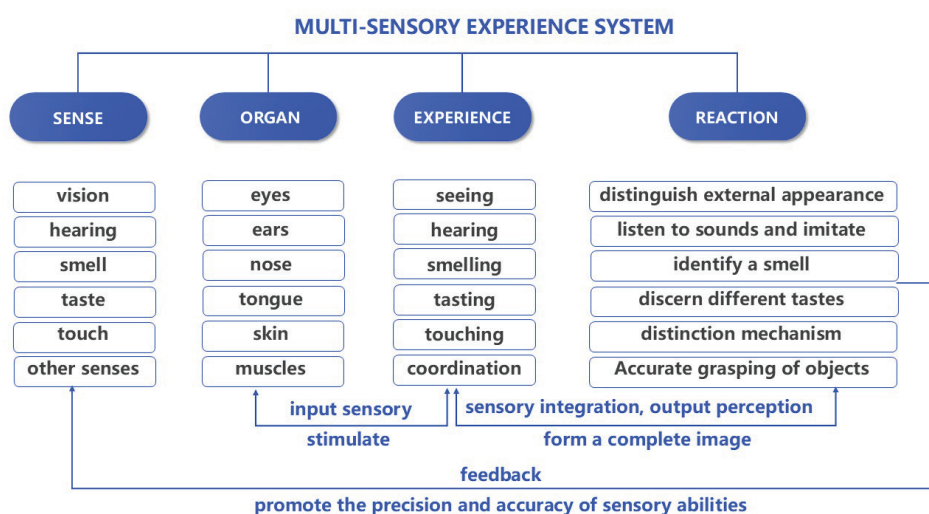 MULTI-SENSORY EXPERIENCE SYSTEM
SENSE ORGAN EXPERIENCE REACTION
vision eyes seeing distinguish external appearance
hearing ears hearing listen to sounds and imitate
smell nose smelling identify a smell
taste tongue tasting discern different tastes
touch skin touching distinction mechanism
other senses muscles coordination Accurate grasping of objects
input sensory sensory integration, output perception
stimulate form a complete image
feedback
promote the precision and accuracy of sensory abilities